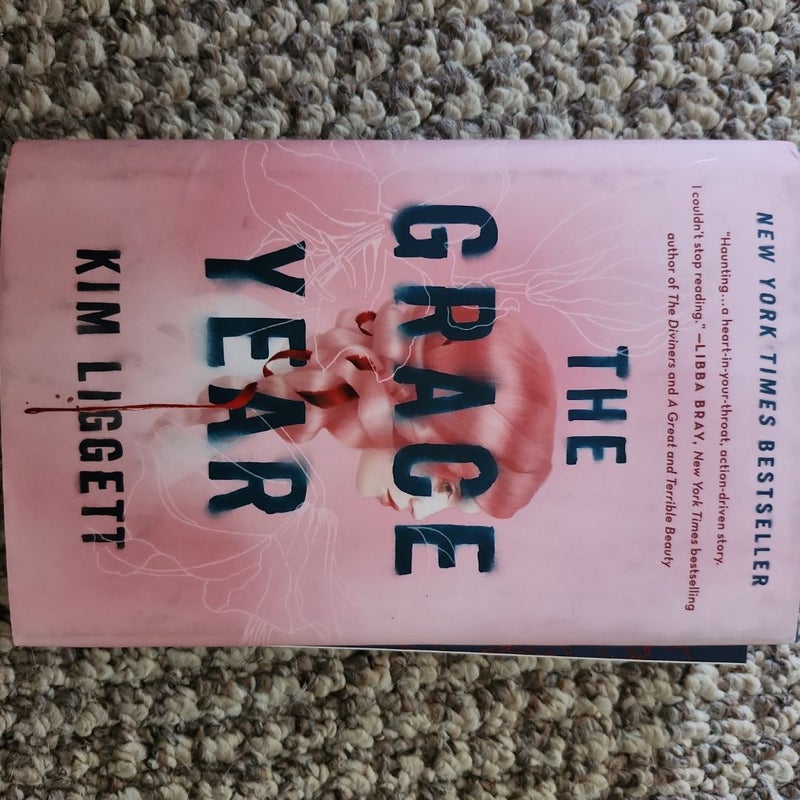 NEW YORK TIMES BESTSELLER
"Haunting...a heart-in-your-throat, action-driven story.
I couldn't stop reading." —LIBBA BRAY, New York Times bestselling
author of The Diviners and A Great and Terrible Beauty
THE
GRACE
YEAR
KIM LIGGETT